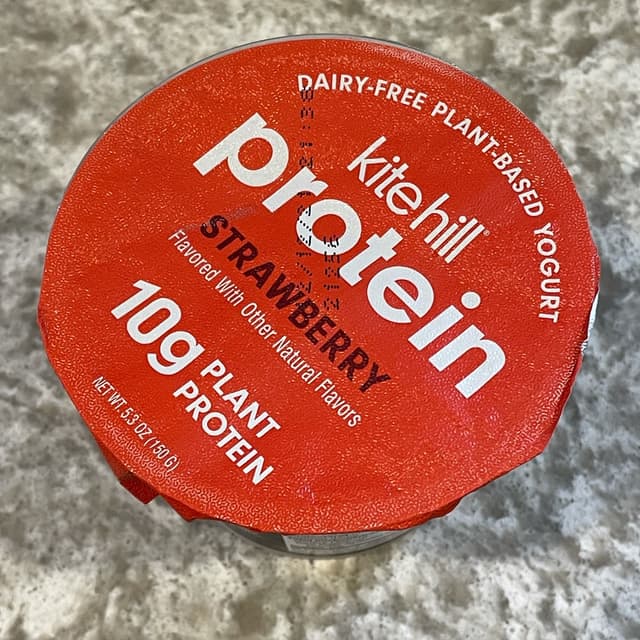 DAIRY-FREE PLANT-BASED YOGURT
kite hill
protein
STRAWBERRY
Flavored With Other Natural Flavors
10g PLANT
PROTEIN
NET WT. 5.3 OZ (150 G)